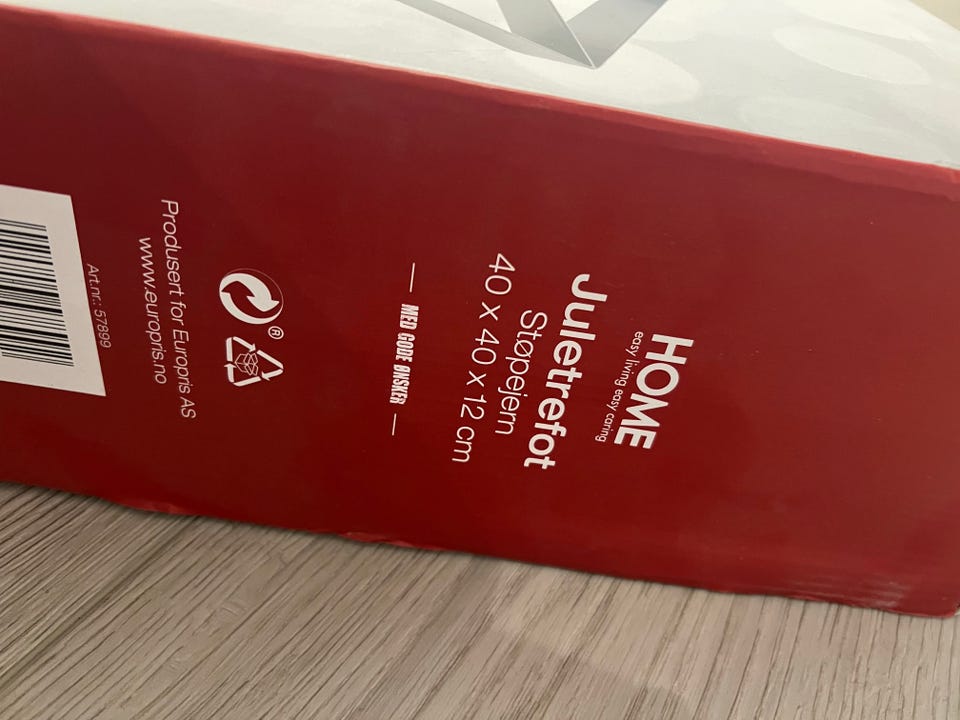 HOME
easy living easy caring
Juletrefot
Støpejern
40 x 40 x 12 cm
MED GODE ØNSKER
®
Produsert for Europris AS
www.europris.no
Art.nr.: 57899